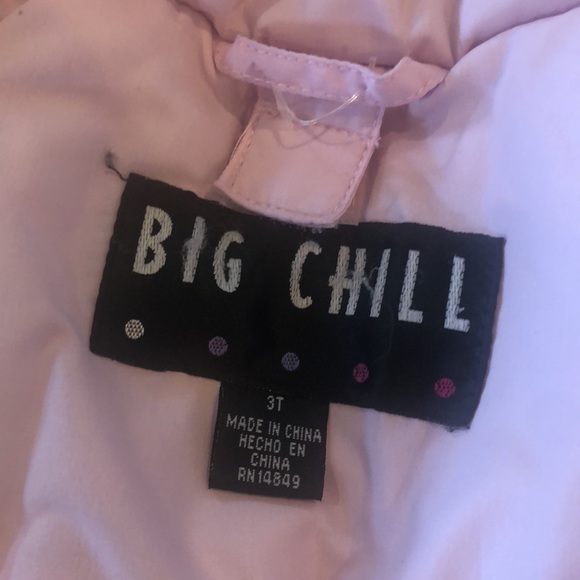 BIG CHILL
3T
MADE IN CHINA
HECHO EN
CHINA
RN14849